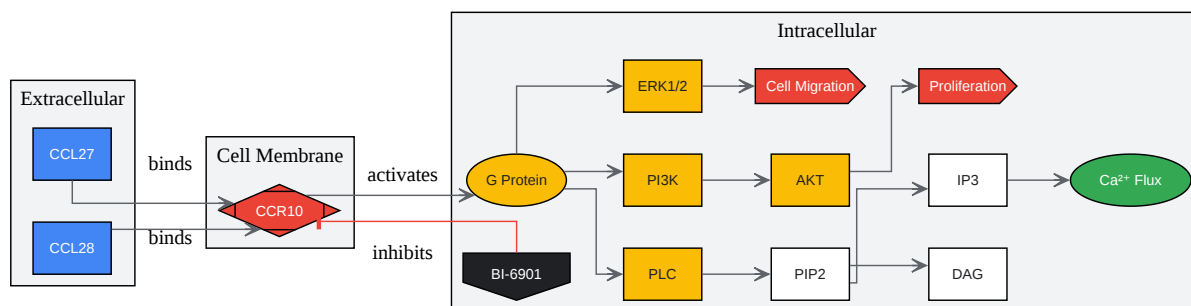 Intracellular
Extracellular
Cell Membrane
CCL27
CCL28
binds
binds
CCR10
activates
inhibits
G Protein
BI-6901
ERK1/2
Cell Migration
Proliferation
PI3K
AKT
IP3
Ca²⁺ Flux
PLC
PIP2
DAG